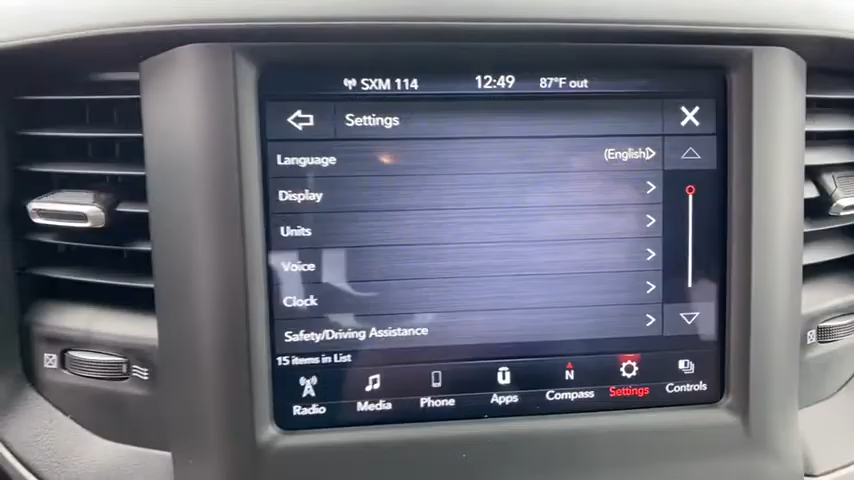 SXM 114 12:49 87°F out
Settings X
Language (English)
Display
Units
Voice
Clock
Safety/Driving Assistance
15 items in List
Radio Media Phone Apps Compass Settings Controls
N